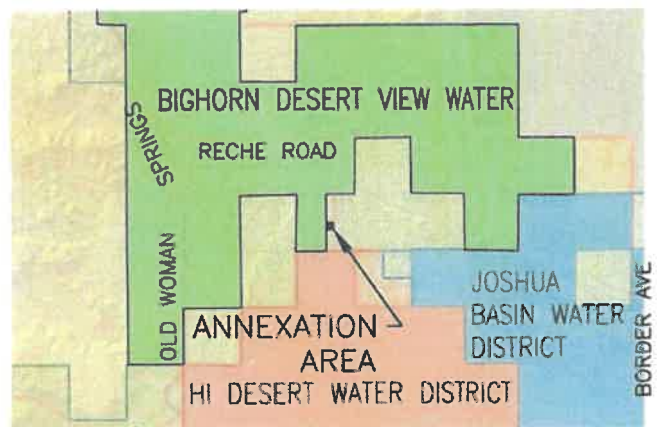 BIGHORN DESERT VIEW WATER
RECHE ROAD
OLD WOMAN SPRINGS
ANNEXATION
AREA
HI DESERT WATER DISTRICT
JOSHUA
BASIN WATER
DISTRICT
BORDER AVE